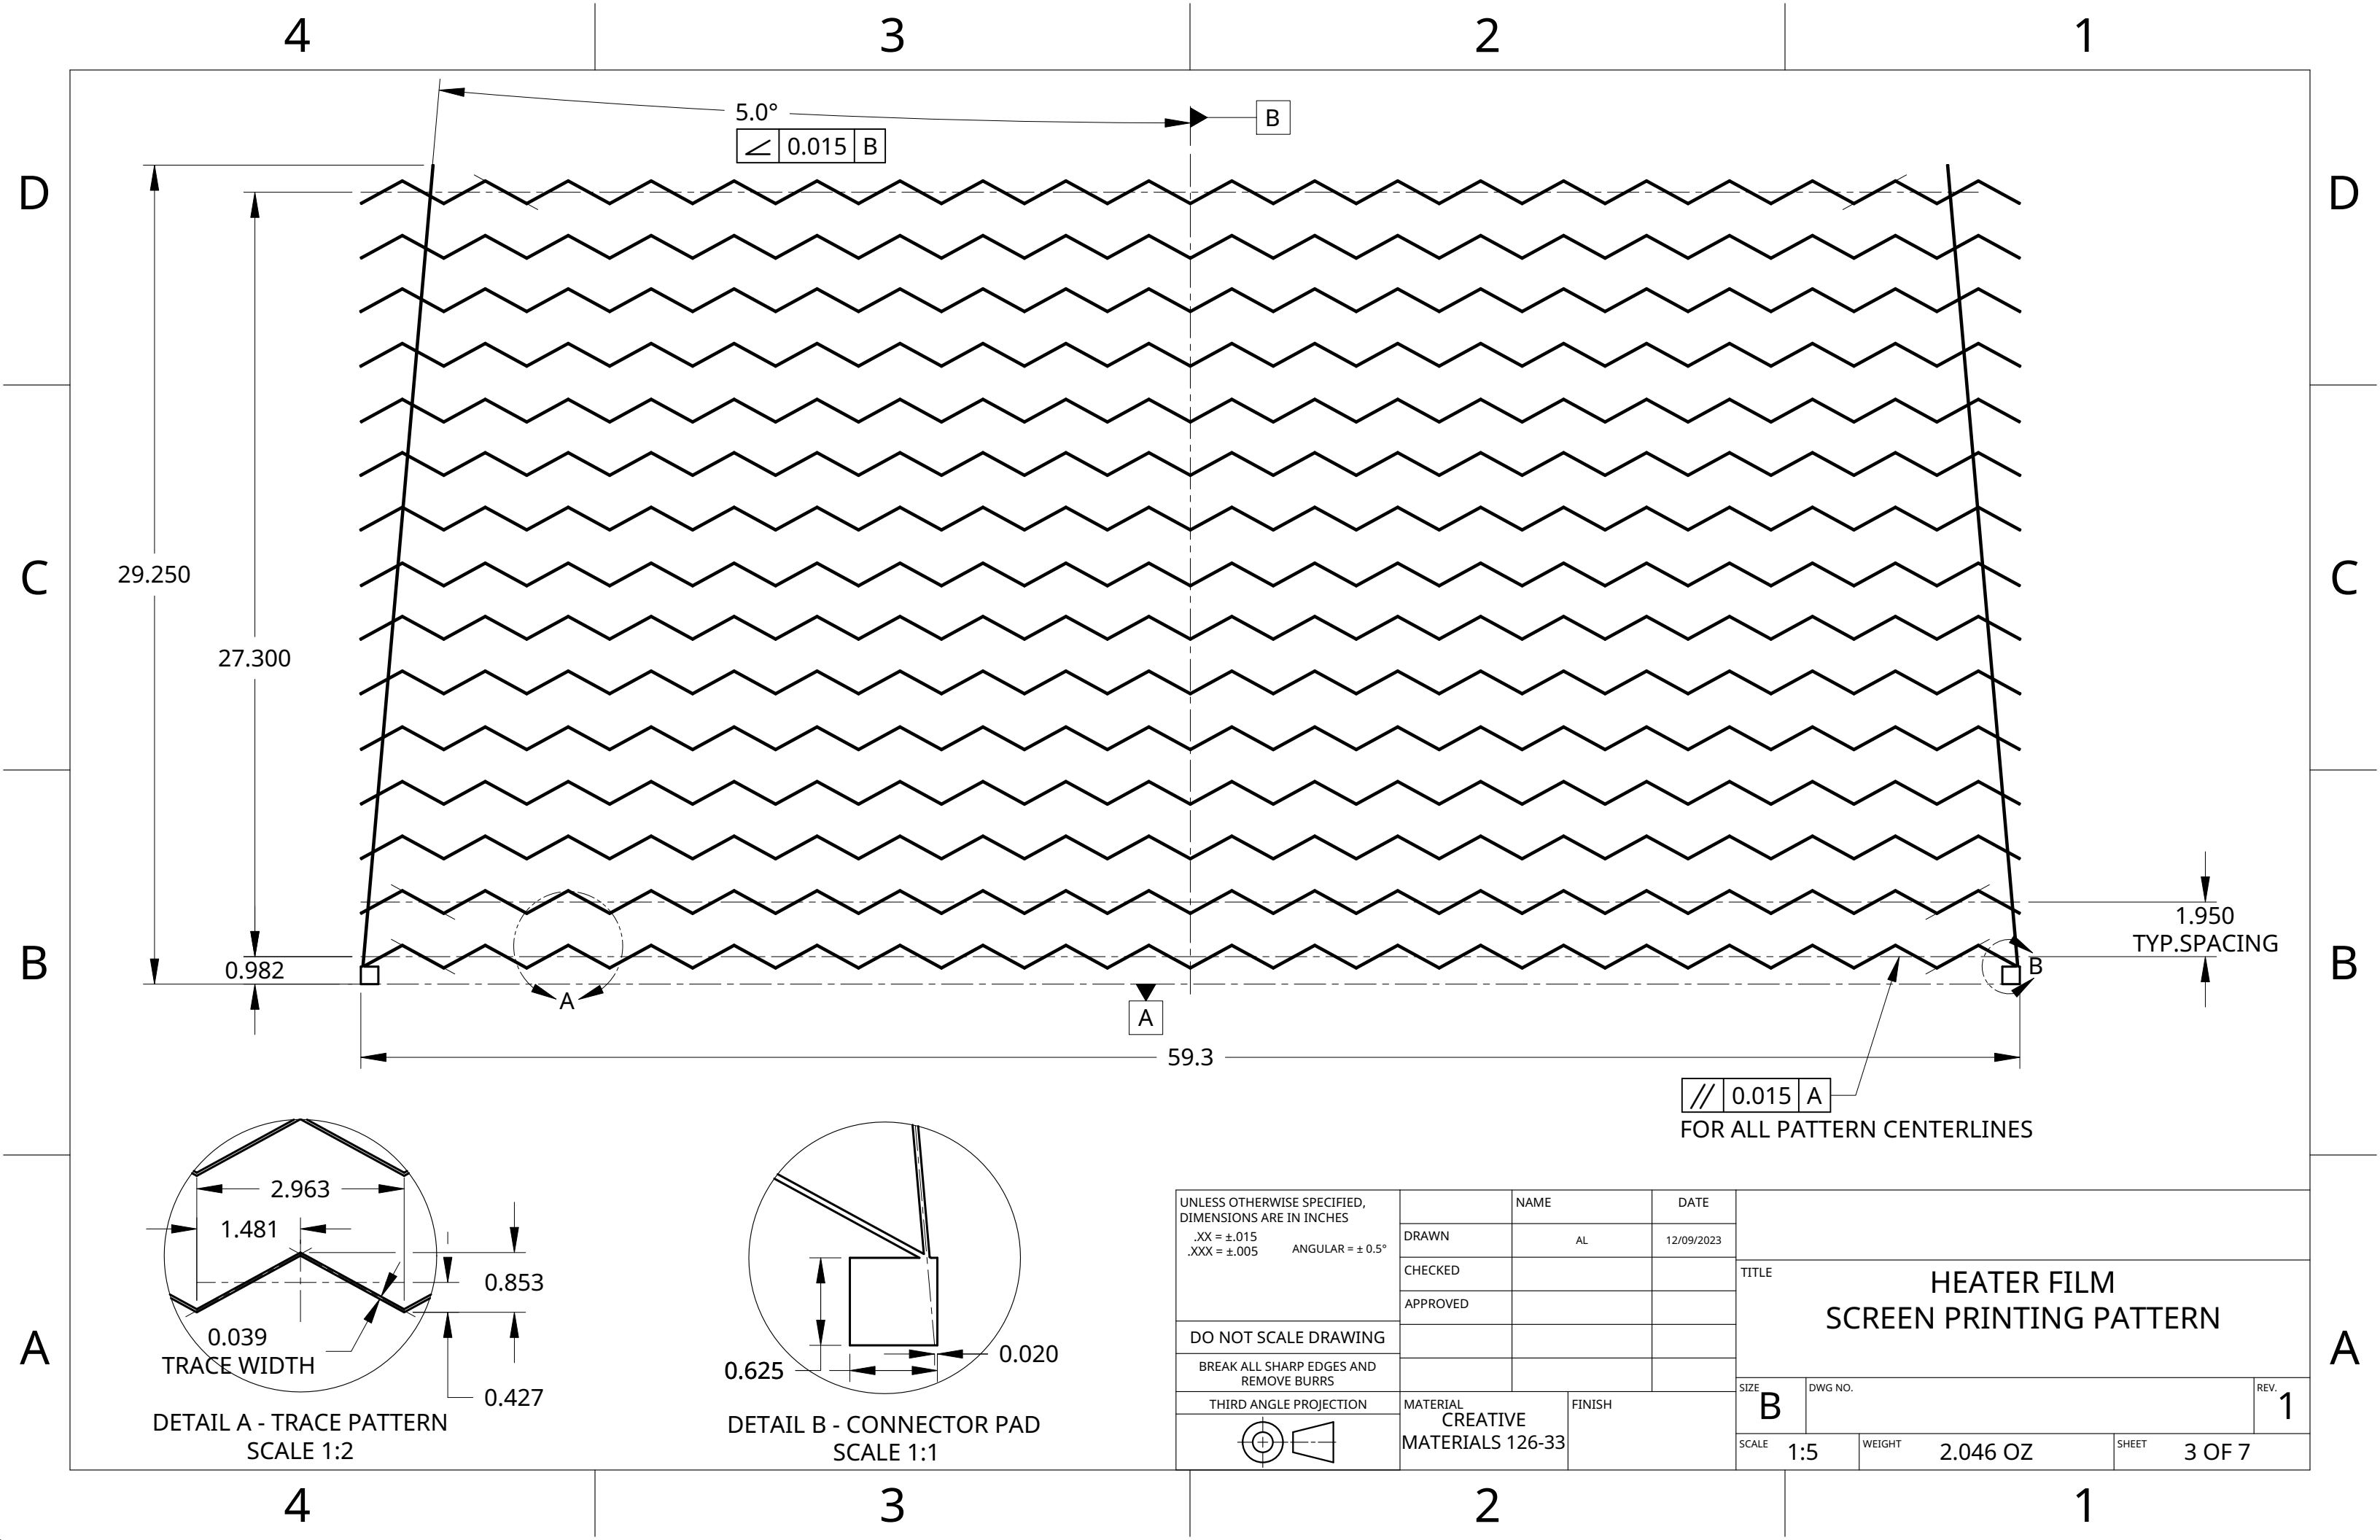 4 3 2 1
D
D
C
C
B
B
A
A
5.0°
B
0.015 B
29.250
27.300
0.982
1.950
TYP.SPACING
A
B
A
59.3
0.015 A
FOR ALL PATTERN CENTERLINES
2.963
1.481
0.853
0.039
TRACE WIDTH
0.427
DETAIL A - TRACE PATTERN
SCALE 1:2
0.020
0.625
DETAIL B - CONNECTOR PAD
SCALE 1:1
UNLESS OTHERWISE SPECIFIED,
DIMENSIONS ARE IN INCHES
.XX = ±.015
.XXX = ±.005
ANGULAR = ± 0.5°
DO NOT SCALE DRAWING
BREAK ALL SHARP EDGES AND
REMOVE BURRS
THIRD ANGLE PROJECTION
NAME DATE
DRAWN AL 12/09/2023
CHECKED
APPROVED
MATERIAL
CREATIVE
MATERIALS 126-33
FINISH
TITLE
HEATER FILM
SCREEN PRINTING PATTERN
SIZE
B
DWG NO.
REV.
1
SCALE 1:5
WEIGHT 2.046 OZ
SHEET 3 OF 7
4 3 2 1